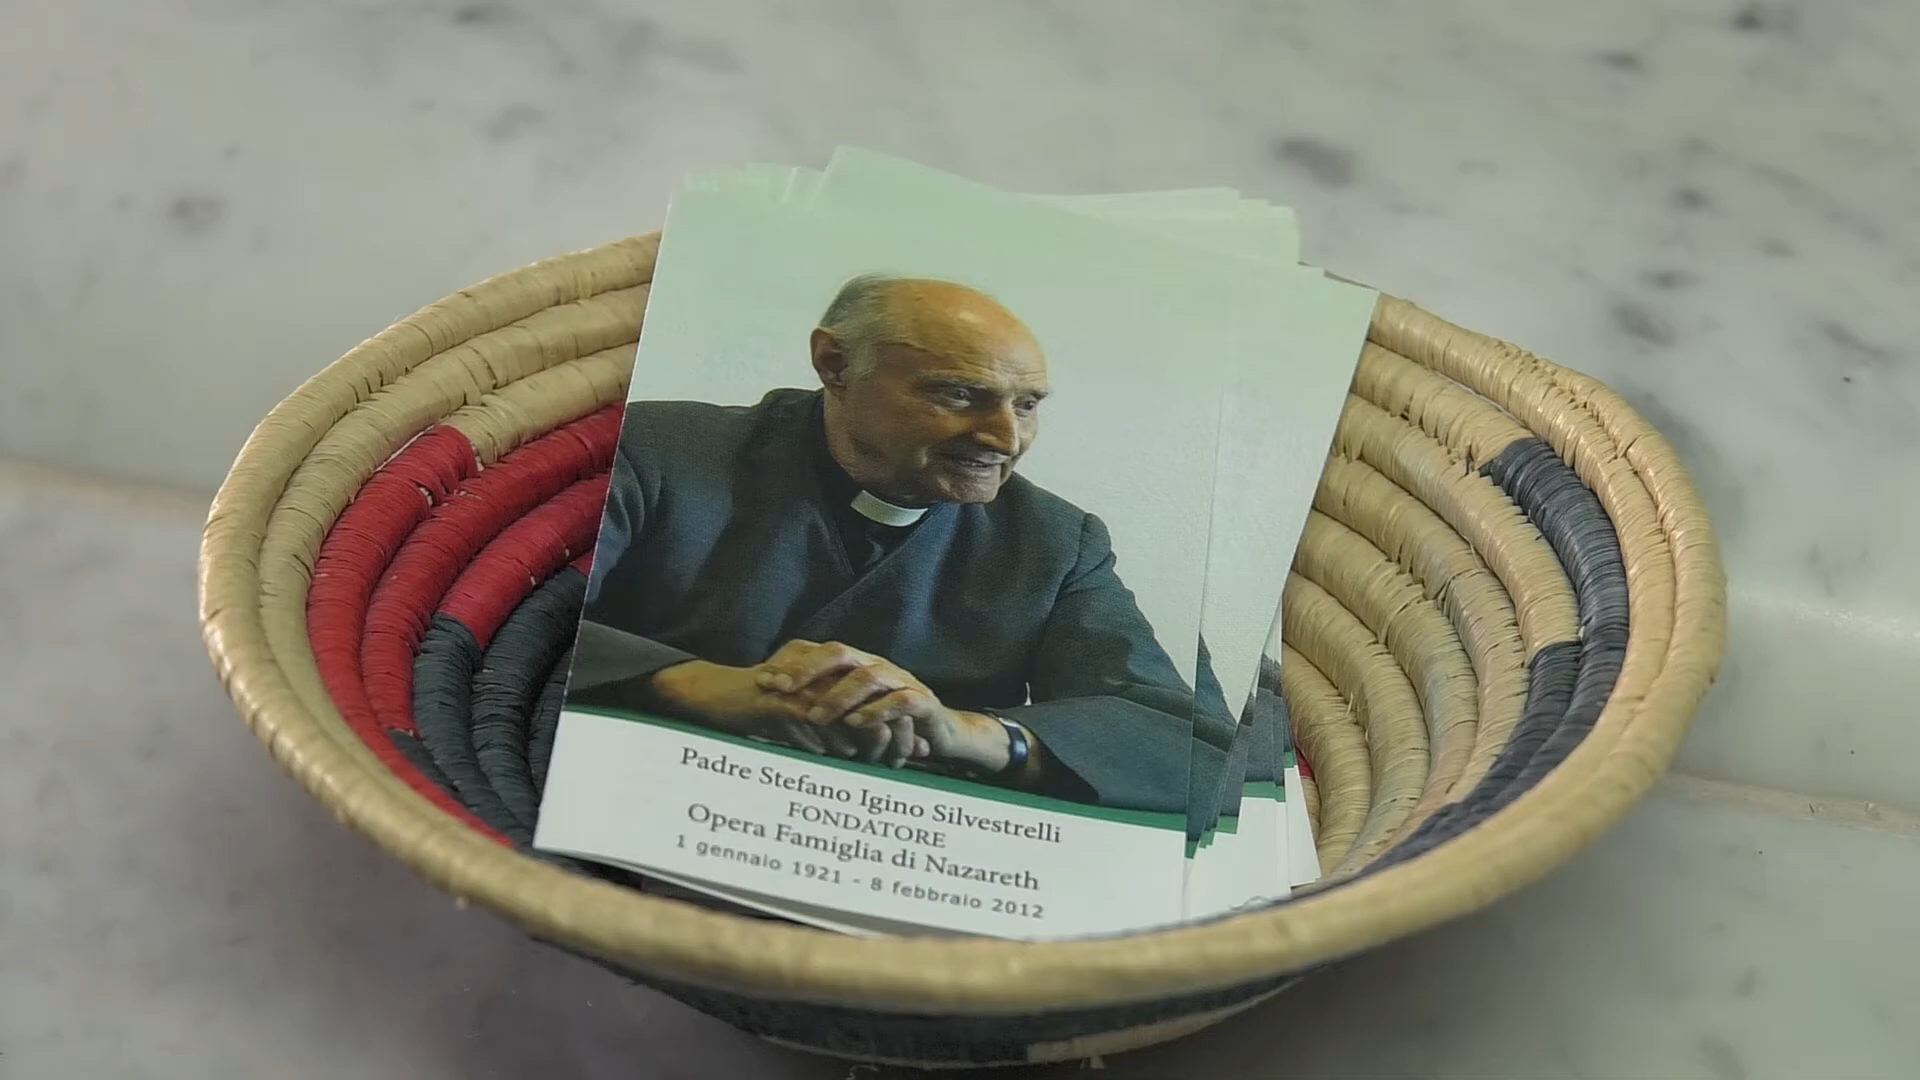 Padre Stefano Igino Silvestrelli
FONDATORE
Opera Famiglia di Nazareth
1 gennaio 1921 - 8 febbraio 2012